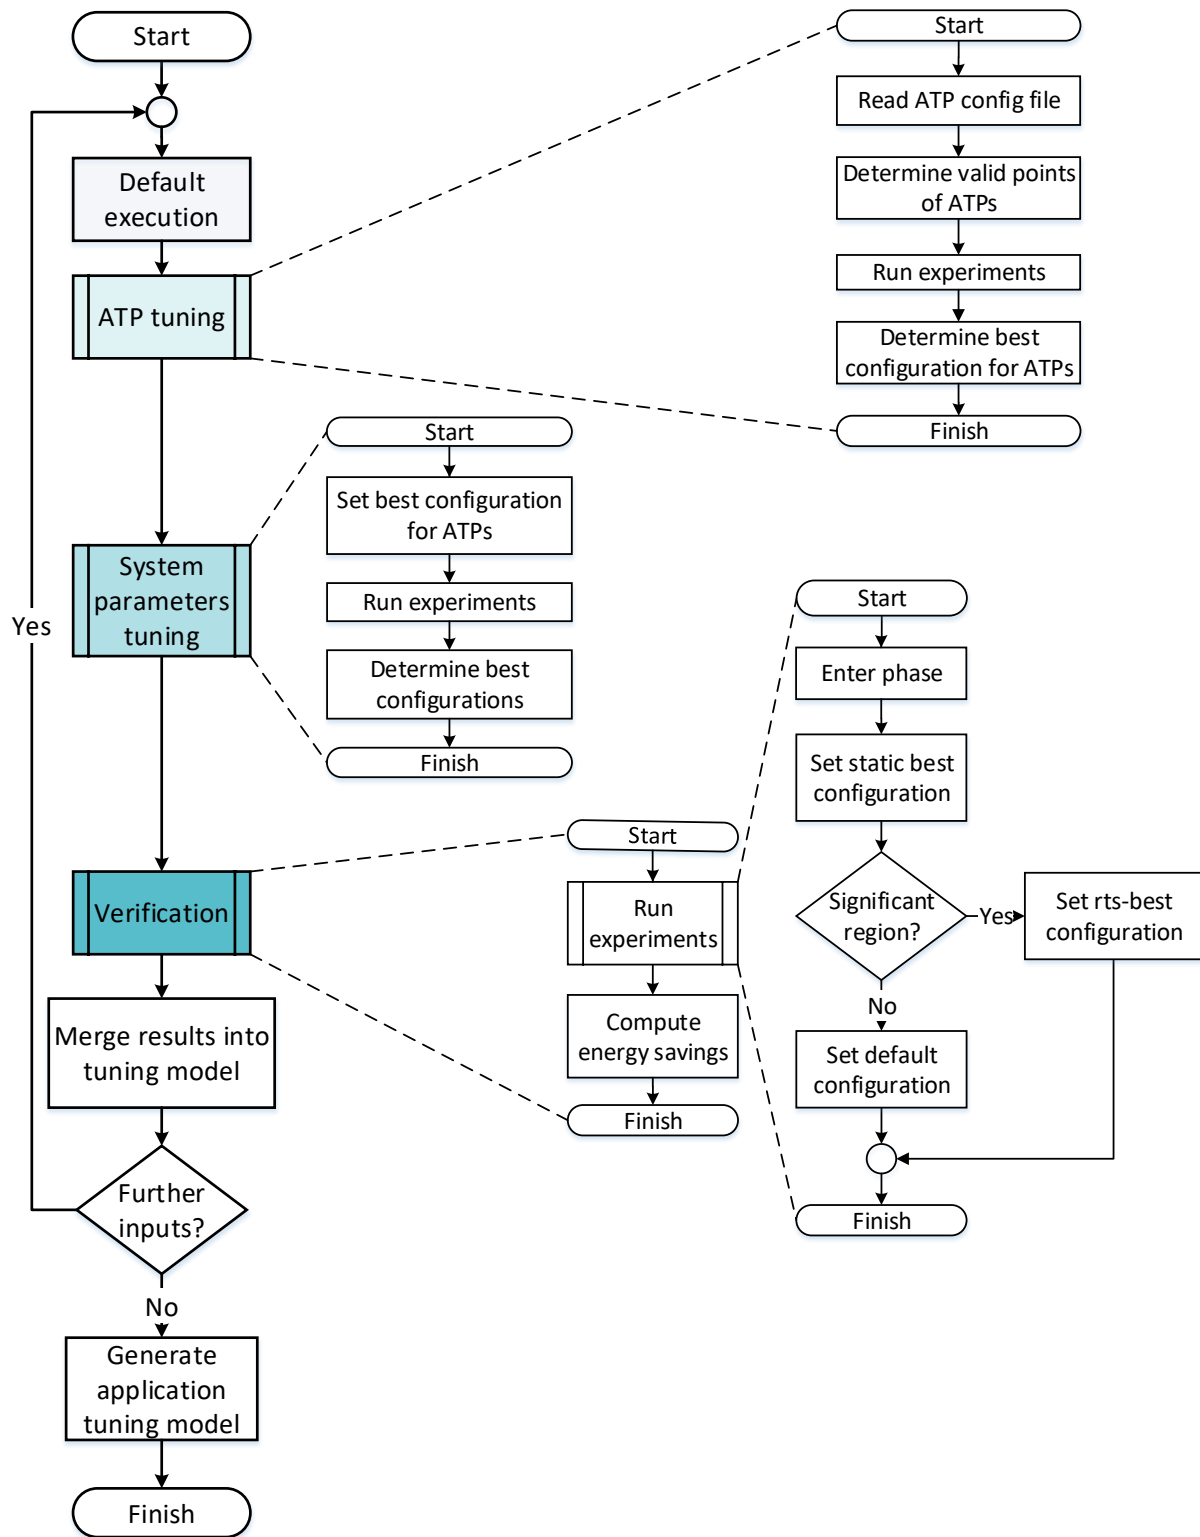 Start
Default
execution
ATP tuning
System
parameters
tuning
Yes
Verification
Merge results into
tuning model
Further
inputs?
No
Generate
application
tuning model
Finish
Start
Read ATP config file
Determine valid points
of ATPs
Run experiments
Determine best
configuration for ATPs
Finish
Start
Set best configuration
for ATPs
Run experiments
Determine best
configurations
Finish
Start
Run
experiments
Compute
energy savings
Finish
Start
Enter phase
Set static best
configuration
Significant
region?
Yes
Set rts-best
configuration
No
Set default
configuration
Finish